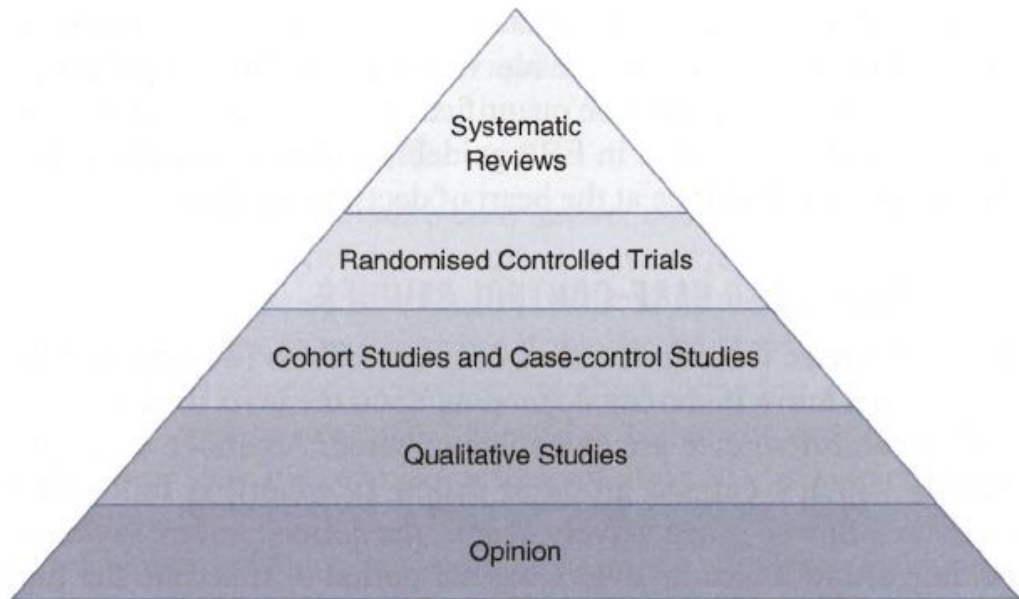 Systematic
Reviews
Randomised Controlled Trials
Cohort Studies and Case-control Studies
Qualitative Studies
Opinion